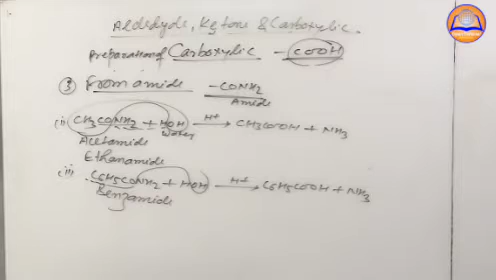 Aldehyde, Ketone & Carboxylic.
Preparation of Carboxylic - COOH
③ From amide -CONH2
Amide
(i) CH3CONH2 + HOH H+ → CH3COOH + NH3
Water
Acetamide
Ethanamide
(ii) C6H5CONH2 + HOH H+ → C6H5COOH + NH3
Benzamide